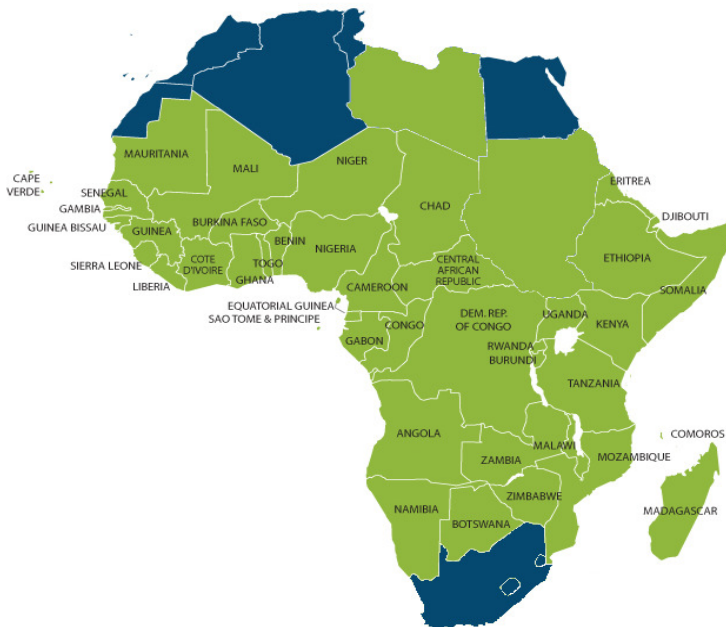 MAURITANIA
MALI
NIGER
CAPE
VERDE
SENEGAL
GAMBIA
GUINEA BISSAU
GUINEA
BURKINA FASO
CHAD
ERITREA
DJIBOUTI
BENIN
NIGERIA
SIERRA LEONE
COTE
D'IVOIRE
TOGO
GHANA
LIBERIA
CENTRAL
AFRICAN
REPUBLIC
ETHIOPIA
SOMALIA
CAMEROON
EQUATORIAL GUINEA
SAO TOME & PRINCIPE
GABON
CONGO
DEM. REP.
OF CONGO
UGANDA
KENYA
RWANDA
BURUNDI
TANZANIA
COMOROS
ANGOLA
MALAWI
ZAMBIA
MOZAMBIQUE
ZIMBABWE
NAMIBIA
BOTSWANA
MADAGASCAR